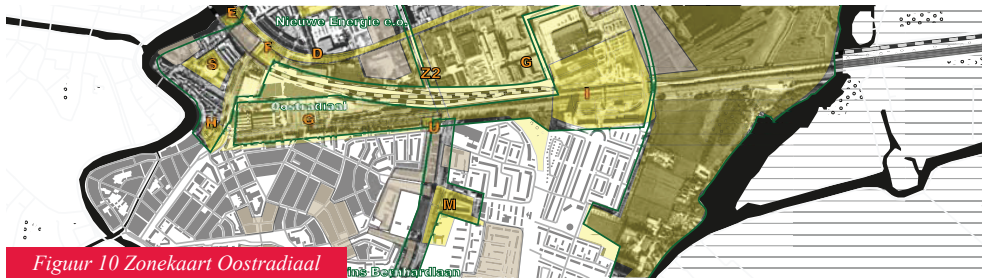 E
Nieuwe Energie e.o.
F
D
S
Z2
G
I
Oostradiaal
G
N
U
M
Figuur 10 Zonekaart Oostradiaal
ins Bernhardlaan